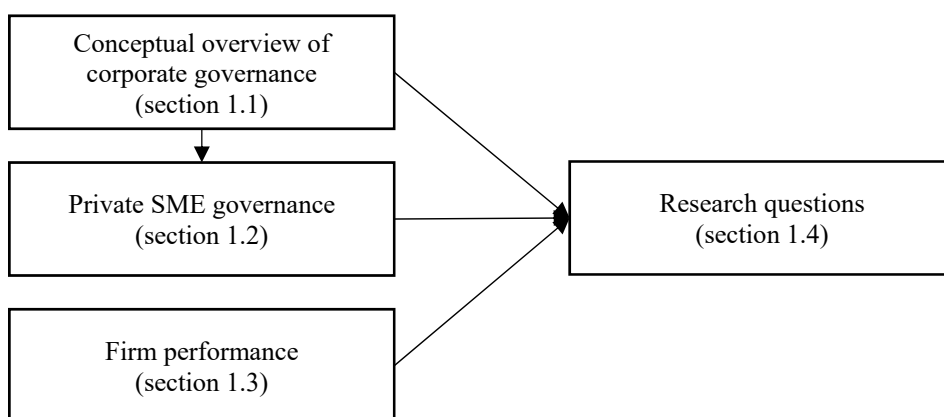 Conceptual overview of
corporate governance
(section 1.1)
Private SME governance
(section 1.2)
Research questions
(section 1.4)
Firm performance
(section 1.3)